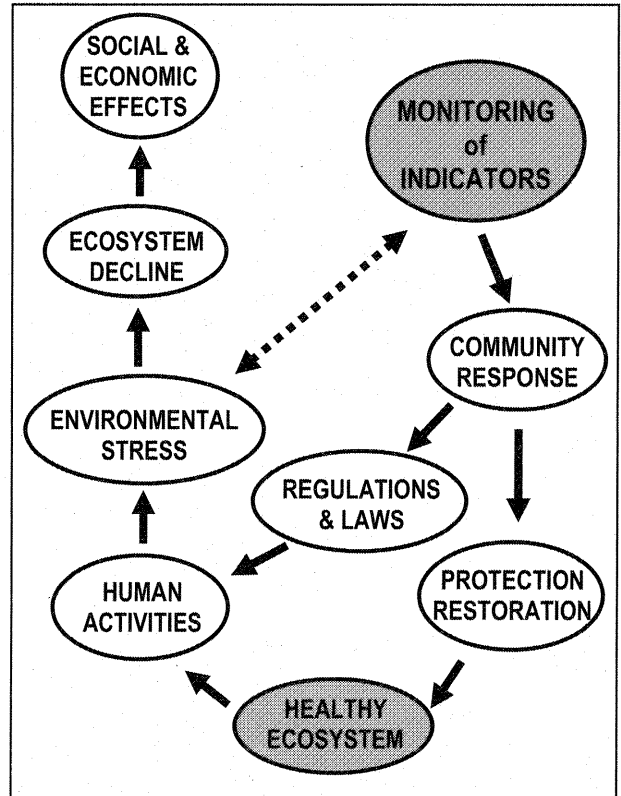 SOCIAL &
ECONOMIC
EFFECTS
MONITORING
of
INDICATORS
ECOSYSTEM
DECLINE
COMMUNITY
RESPONSE
ENVIRONMENTAL
STRESS
REGULATIONS
& LAWS
PROTECTION
RESTORATION
HUMAN
ACTIVITIES
HEALTHY
ECOSYSTEM